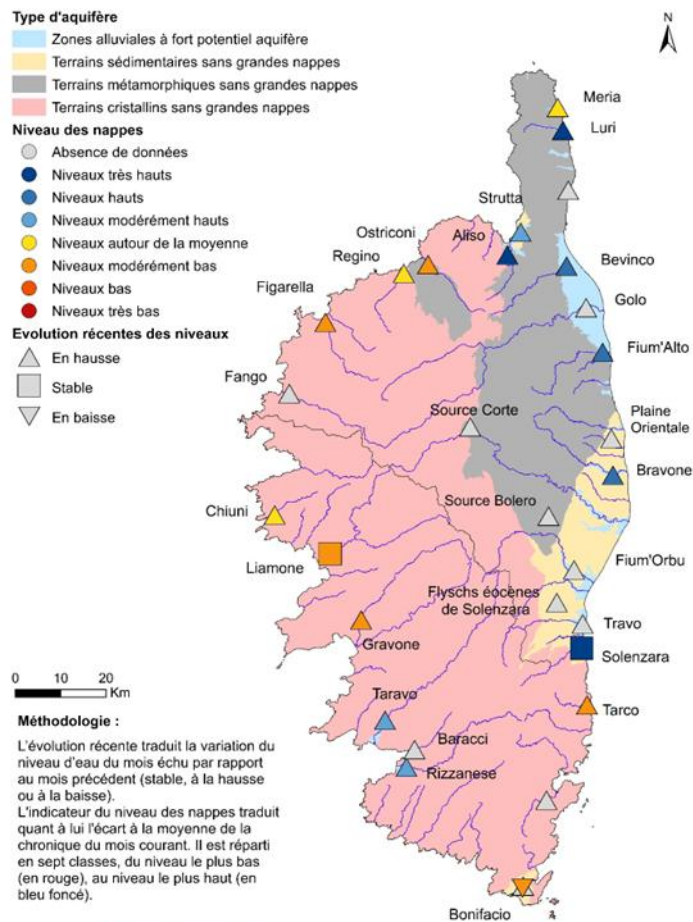 Type d'aquifère
Zones alluviales à fort potentiel aquifère
Terrains sédimentaires sans grandes nappes
Terrains métamorphiques sans grandes nappes
Terrains cristallins sans grandes nappes
Niveau des nappes
Absence de données
Niveaux très hauts
Niveaux hauts
Niveaux modérément hauts
Niveaux autour de la moyenne
Niveaux modérément bas
Niveaux bas
Niveaux très bas
Evolution récentes des niveaux
En hausse
Stable
En baisse
N
Meria
Luri
Strutta
Ostriconi
Aliso
Regino
Bevinco
Figarella
Golo
Fium'Alto
Fango
Source Corte
Plaine
Orientale
Bravone
Chiuni
Source Bolero
Liamone
Fium'Orbu
Flyschs éocènes
de Solenzara
Travo
Gravone
Solenzara
Taravo
Tarco
Baracci
Rizzanese
Bonifacio
0 10 20
Km
Méthodologie :
L'évolution récente traduit la variation du
niveau d'eau du mois échu par rapport
au mois précédent (stable, à la hausse
ou à la baisse).
L'indicateur du niveau des nappes traduit
quant à lui l'écart à la moyenne de la
chronique du mois courant. Il est réparti
en sept classes, du niveau le plus bas
(en rouge), au niveau le plus haut (en
bleu foncé).